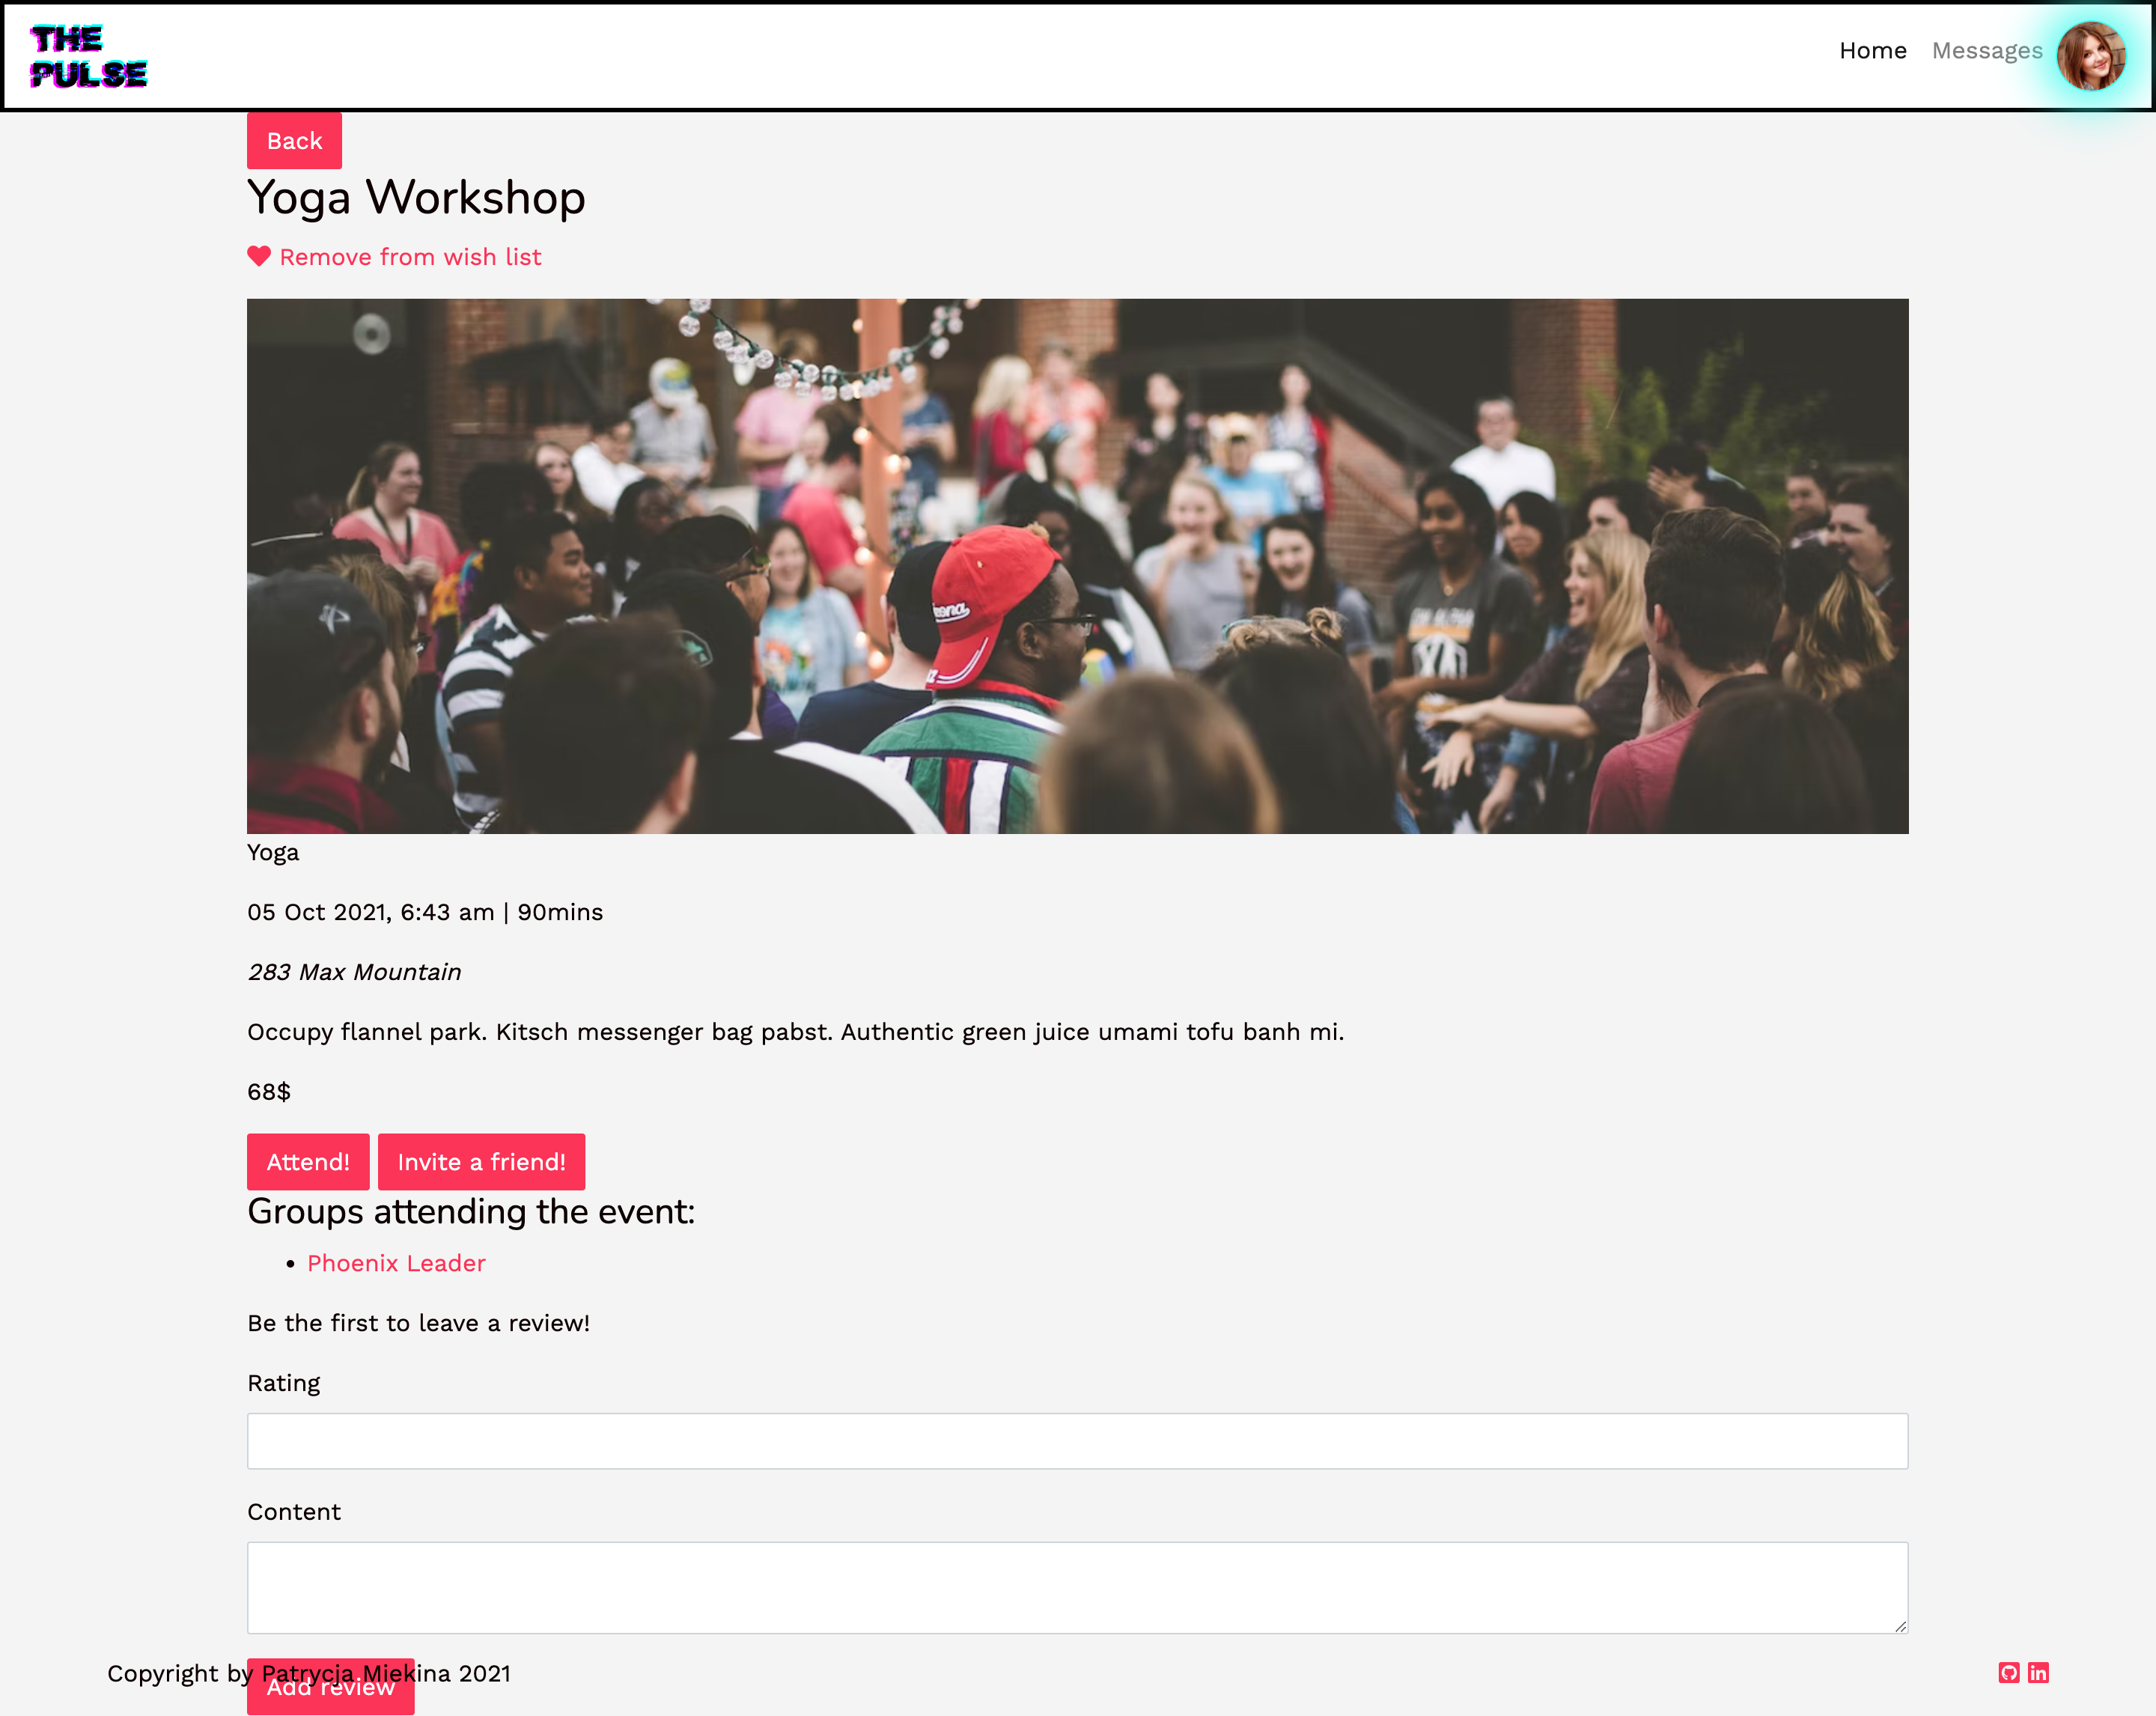 THE
PULSE
Home Messages
Back
Yoga Workshop
Remove from wish list
Yoga
05 Oct 2021, 6:43 am | 90mins
283 Max Mountain
Occupy flannel park. Kitsch messenger bag pabst. Authentic green juice umami tofu banh mi.
68$
Attend! Invite a friend!
Groups attending the event:
• Phoenix Leader
Be the first to leave a review!
Rating
Content
Copyright by Patrycja Miekina 2021
Add review
in